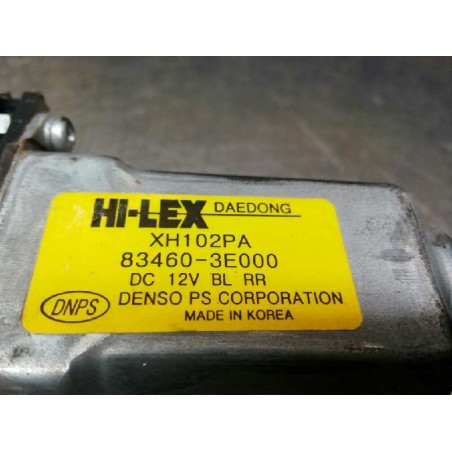 HI-LEX DAEDONG
XH102PA
83460-3E000
DC 12V BL RR
DNPS DENSO PS CORPORATION
MADE IN KOREA